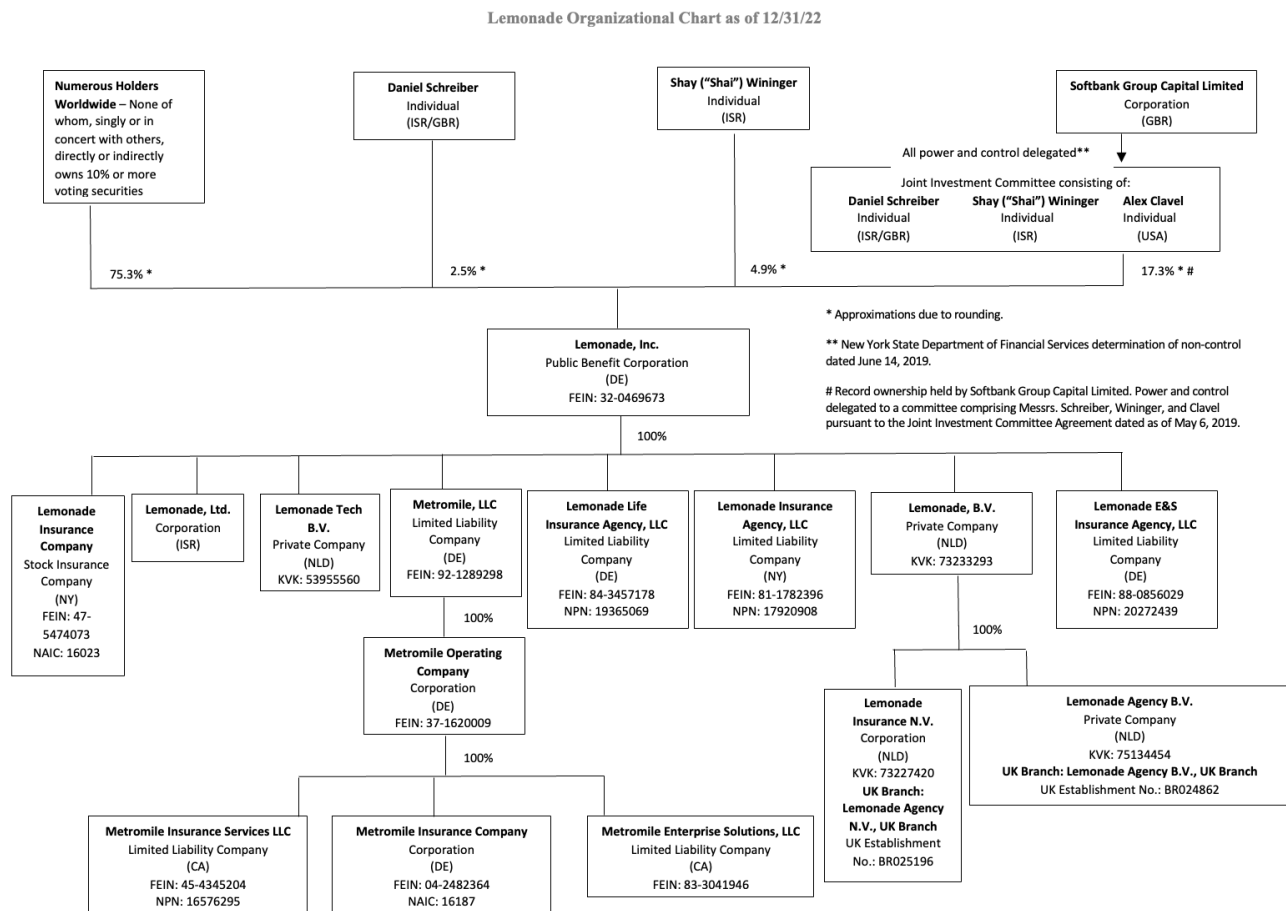 Lemonade Organizational Chart as of 12/31/22
Numerous Holders
Worldwide – None of
whom, singly or in
concert with others,
directly or indirectly
owns 10% or more
voting securities
Daniel Schreiber
Individual
(ISR/GBR)
Shay (“Shai”) Wininger
Individual
(ISR)
Softbank Group Capital Limited
Corporation
(GBR)
All power and control delegated**
Joint Investment Committee consisting of:
Daniel Schreiber Shay (“Shai”) Wininger Alex Clavel
Individual Individual Individual
(ISR/GBR) (ISR) (USA)
75.3% *
2.5% *
4.9% *
17.3% * #
* Approximations due to rounding.
** New York State Department of Financial Services determination of non-control
dated June 14, 2019.
# Record ownership held by Softbank Group Capital Limited. Power and control
delegated to a committee comprising Messrs. Schreiber, Wininger, and Clavel
pursuant to the Joint Investment Committee Agreement dated as of May 6, 2019.
Lemonade, Inc.
Public Benefit Corporation
(DE)
FEIN: 32-0469673
100%
Lemonade
Insurance
Company
Stock Insurance
Company
(NY)
FEIN: 47-
5474073
NAIC: 16023
Lemonade, Ltd.
Corporation
(ISR)
Lemonade Tech
B.V.
Private Company
(NLD)
KVK: 53955560
Metromile, LLC
Limited Liability
Company
(DE)
FEIN: 92-1289298
Lemonade Life
Insurance Agency, LLC
Limited Liability
Company
(DE)
FEIN: 84-3457178
NPN: 19365069
Lemonade Insurance
Agency, LLC
Limited Liability
Company
(NY)
FEIN: 81-1782396
NPN: 17920908
Lemonade, B.V.
Private Company
(NLD)
KVK: 73233293
Lemonade E&S
Insurance Agency, LLC
Limited Liability
Company
(DE)
FEIN: 88-0856029
NPN: 20272439
100%
100%
Metromile Operating
Company
Corporation
(DE)
FEIN: 37-1620009
100%
Lemonade
Insurance N.V.
Corporation
(NLD)
KVK: 73227420
UK Branch:
Lemonade Agency
N.V., UK Branch
UK Establishment
No.: BR025196
Lemonade Agency B.V.
Private Company
(NLD)
KVK: 75134454
UK Branch: Lemonade Agency B.V., UK Branch
UK Establishment No.: BR024862
Metromile Insurance Services LLC
Limited Liability Company
(CA)
FEIN: 45-4345204
NPN: 16576295
Metromile Insurance Company
Corporation
(DE)
FEIN: 04-2482364
NAIC: 16187
Metromile Enterprise Solutions, LLC
Limited Liability Company
(CA)
FEIN: 83-3041946